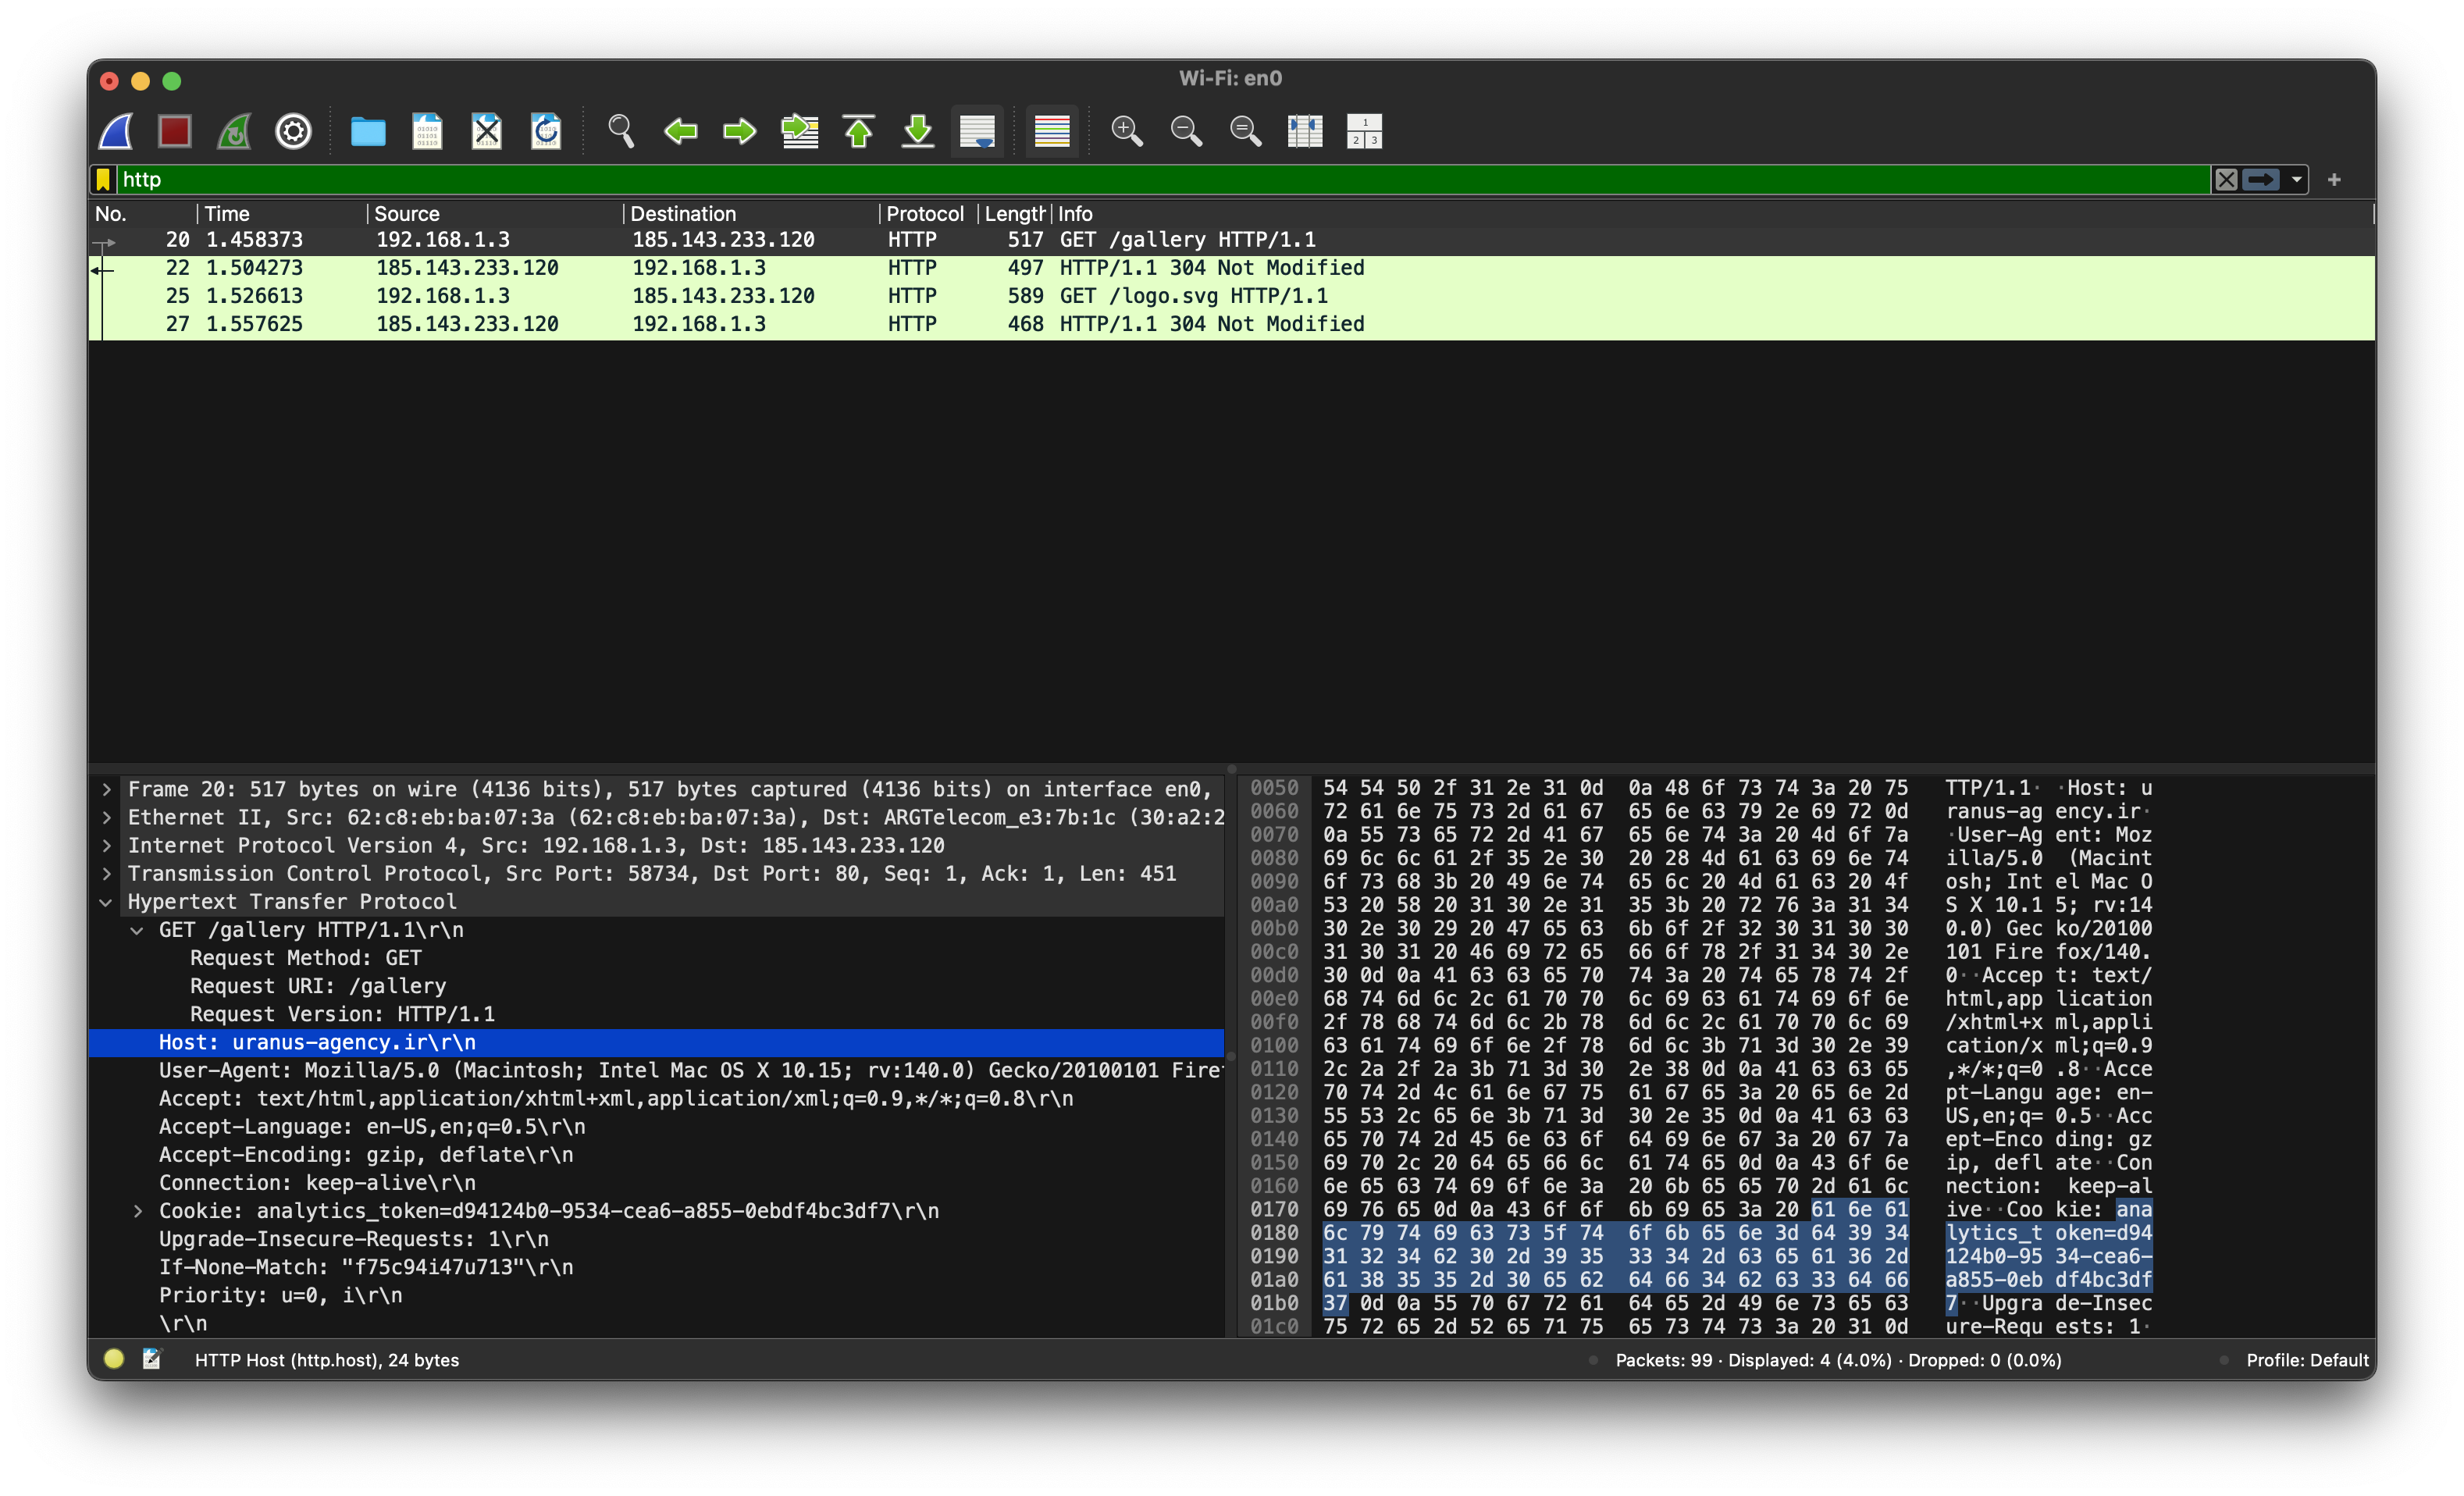 Wi-Fi: en0
http
No. Time Source Destination Protocol Length Info
20 1.458373 192.168.1.3 185.143.233.120 HTTP 517 GET /gallery HTTP/1.1
22 1.504273 185.143.233.120 192.168.1.3 HTTP 497 HTTP/1.1 304 Not Modified
25 1.526613 192.168.1.3 185.143.233.120 HTTP 589 GET /logo.svg HTTP/1.1
27 1.557625 185.143.233.120 192.168.1.3 HTTP 468 HTTP/1.1 304 Not Modified
Frame 20: 517 bytes on wire (4136 bits), 517 bytes captured (4136 bits) on interface en0,
Ethernet II, Src: 62:c8:eb:ba:07:3a (62:c8:eb:ba:07:3a), Dst: ARGTelecom_e3:7b:1c (30:a2:2
Internet Protocol Version 4, Src: 192.168.1.3, Dst: 185.143.233.120
Transmission Control Protocol, Src Port: 58734, Dst Port: 80, Seq: 1, Ack: 1, Len: 451
Hypertext Transfer Protocol
GET /gallery HTTP/1.1\r\n
Request Method: GET
Request URI: /gallery
Request Version: HTTP/1.1
Host: uranus-agency.ir\r\n
User-Agent: Mozilla/5.0 (Macintosh; Intel Mac OS X 10.15; rv:140.0) Gecko/20100101 Firef
Accept: text/html,application/xhtml+xml,application/xml;q=0.9,*/*;q=0.8\r\n
Accept-Language: en-US,en;q=0.5\r\n
Accept-Encoding: gzip, deflate\r\n
Connection: keep-alive\r\n
Cookie: analytics_token=d94124b0-9534-cea6-a855-0ebdf4bc3df7\r\n
Upgrade-Insecure-Requests: 1\r\n
If-None-Match: "f75c94i47u713"\r\n
Priority: u=0, i\r\n
\r\n
0050 54 54 50 2f 31 2e 31 0d 0a 48 6f 73 74 3a 20 75 TTP/1.1· ·Host: u
0060 72 61 6e 75 73 2d 61 67 65 6e 63 79 2e 69 72 0d ranus-ag ency.ir·
0070 0a 55 73 65 72 2d 41 67 65 6e 74 3a 20 4d 6f 7a ·User-Ag ent: Moz
0080 69 6c 6c 61 2f 35 2e 30 20 28 4d 61 63 69 6e 74 illa/5.0 (Macint
0090 6f 73 68 3b 20 49 6e 74 65 6c 20 4d 61 63 20 4f osh; Int el Mac O
00a0 53 20 58 20 31 30 2e 31 35 3b 20 72 76 3a 31 34 S X 10.1 5; rv:14
00b0 30 2e 30 29 20 47 65 63 6b 6f 2f 32 30 31 30 30 0.0) Gec ko/20100
00c0 31 30 31 20 46 69 72 65 66 6f 78 2f 31 34 30 2e 101 Fire fox/140.
00d0 30 0d 0a 41 63 63 65 70 74 3a 20 74 65 78 74 2f 0··Accep t: text/
00e0 68 74 6d 6c 2c 61 70 70 6c 69 63 61 74 69 6f 6e html,app lication
00f0 2f 78 68 74 6d 6c 2b 78 6d 6c 2c 61 70 70 6c 69 /xhtml+x ml,appli
0100 63 61 74 69 6f 6e 2f 78 6d 6c 3b 71 3d 30 2e 39 cation/x ml;q=0.9
0110 2c 2a 2f 2a 3b 71 3d 30 2e 38 0d 0a 41 63 63 65 ,*/*;q=0 .8··Acce
0120 70 74 2d 4c 61 6e 67 75 61 67 65 3a 20 65 6e 2d pt-Langu age: en-
0130 55 53 2c 65 6e 3b 71 3d 30 2e 35 0d 0a 41 63 63 US,en;q= 0.5··Acc
0140 65 70 74 2d 45 6e 63 6f 64 69 6e 67 3a 20 67 7a ept-Enco ding: gz
0150 69 70 2c 20 64 65 66 6c 61 74 65 0d 0a 43 6f 6e ip, defl ate··Con
0160 6e 65 63 74 69 6f 6e 3a 20 6b 65 65 70 2d 61 6c nection: keep-al
0170 69 76 65 0d 0a 43 6f 6f 6b 69 65 3a 20 61 6e 61 ive··Coo kie: ana
0180 6c 79 74 69 63 73 5f 74 6f 6b 65 6e 3d 64 39 34 lytics_t oken=d94
0190 31 32 34 62 30 2d 39 35 33 34 2d 63 65 61 36 2d 124b0-95 34-cea6-
01a0 61 38 35 35 2d 30 65 62 64 66 34 62 63 33 64 66 a855-0eb df4bc3df
01b0 37 0d 0a 55 70 67 72 61 64 65 2d 49 6e 73 65 63 7··Upgra de-Insec
01c0 75 72 65 2d 52 65 71 75 65 73 74 73 3a 20 31 0d ure-Requ ests: 1·
HTTP Host (http.host), 24 bytes
Packets: 99 · Displayed: 4 (4.0%) · Dropped: 0 (0.0%)
Profile: Default